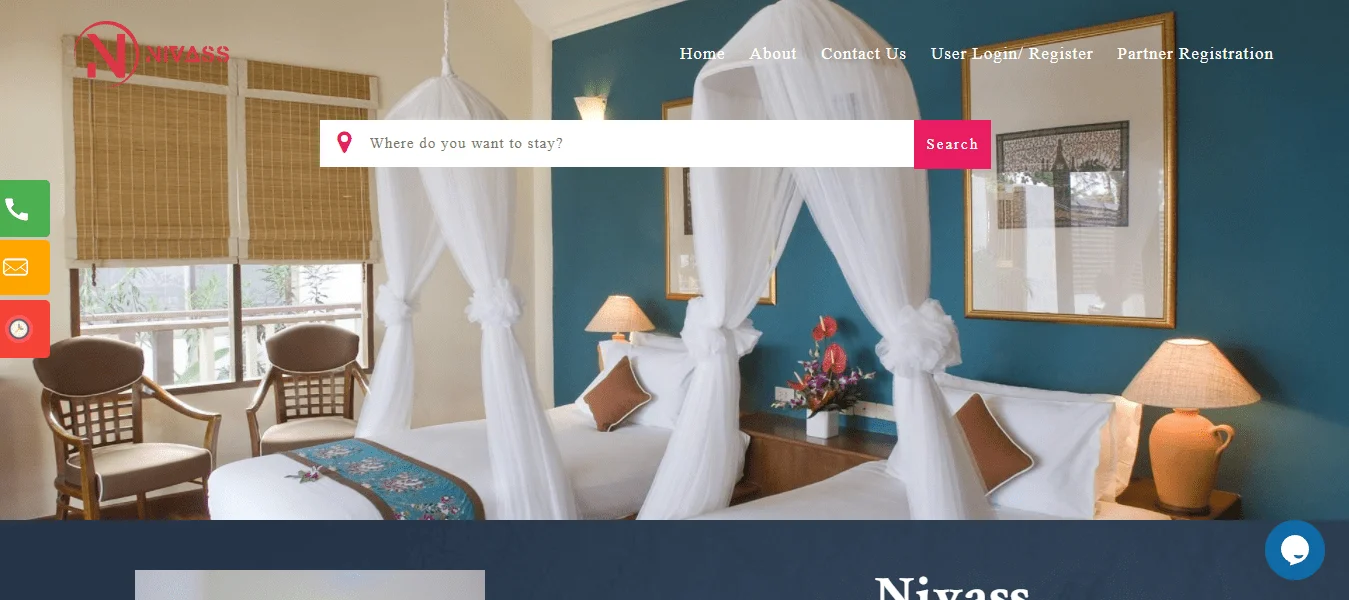 NIVASS
Home About Contact Us User Login/ Register Partner Registration
Where do you want to stay?
Search
Nivass